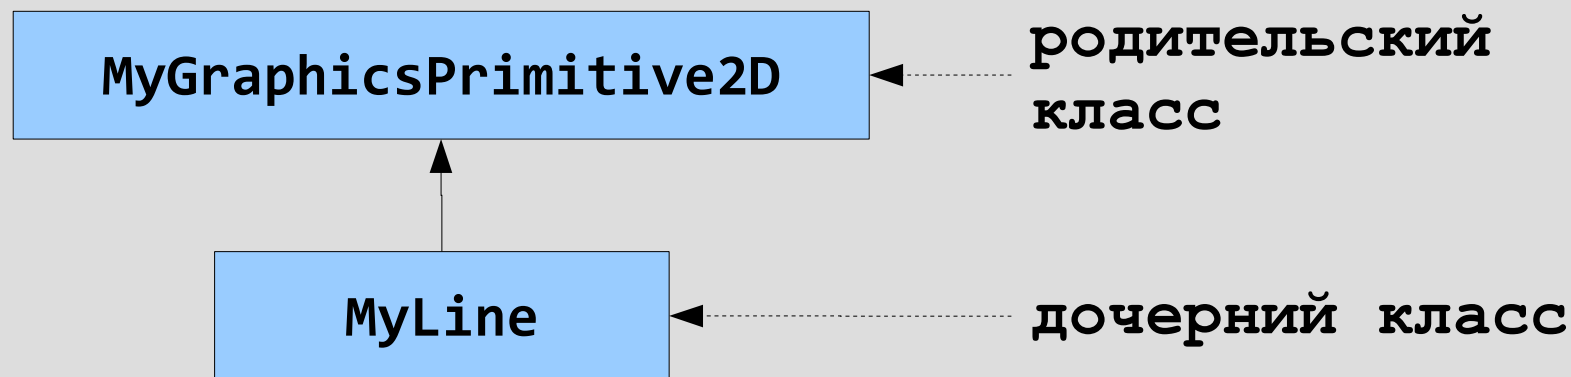 MyGraphicsPrimitive2D
родительский
класс
MyLine
дочерний класс